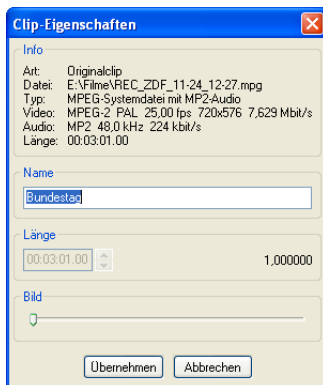 Clip-Eigenschaften
Info
Art: Originalclip
Datei: E:\Filme\REC_ZDF_11-24_12-27.mpg
Typ: MPEG-Systemdatei mit MP2-Audio
Video: MPEG-2 PAL 25,00 fps 720x576 7,629 Mbit/s
Audio: MP2 48,0 kHz 224 kbit/s
Länge: 00:03:01.00
Name
Bundestag
Länge
00:03:01.00 1,000000
Bild
Übernehmen Abbrechen